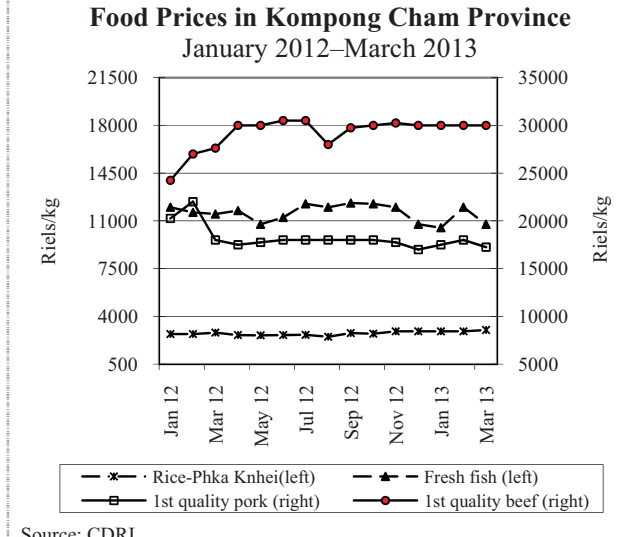 Food Prices in Kompong Cham Province
January 2012–March 2013
21500
18000
14500
11000
7500
4000
500
Riels/kg
35000
30000
25000
20000
15000
10000
5000
Riels/kg
Jan 12
Mar 12
May 12
Jul 12
Sep 12
Nov 12
Jan 13
Mar 13
Rice-Phka Knhei(left)
Fresh fish (left)
1st quality pork (right)
1st quality beef (right)
Source: CDRI